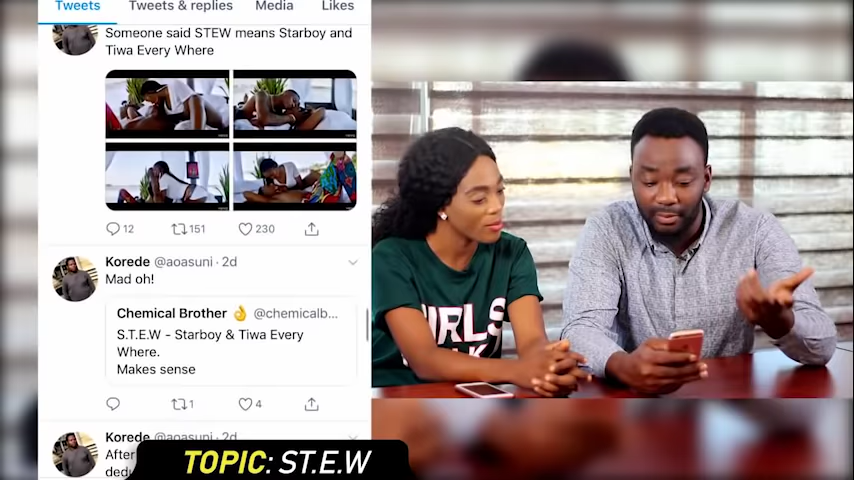 Tweets Tweets & replies Media Likes
Someone said STEW means Starboy and
Tiwa Every Where
12 151 230
Korede @aoasuni · 2d
Mad oh!
Chemical Brother 👌 @chemicalb...
S.T.E.W - Starboy & Tiwa Every
Where.
Makes sense
1 4
Korede @aoasuni · 2d
After
dedu
GIRLS
TOPIC: ST.E.W